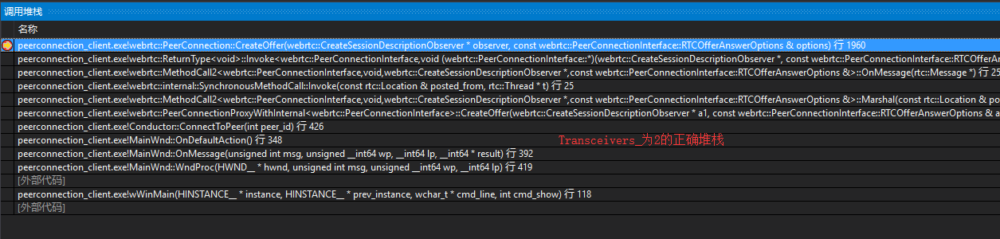 调用堆栈
名称
peerconnection_client.exe!webrtc::PeerConnection::CreateOffer(webrtc::CreateSessionDescriptionObserver * observer, const webrtc::PeerConnectionInterface::RTCOfferAnswerOptions & options) 行 1960
peerconnection_client.exe!webrtc::ReturnType<void>::Invoke<webrtc::PeerConnectionInterface,void (webrtc::PeerConnectionInterface::*)(webrtc::CreateSessionDescriptionObserver *, const webrtc::PeerConnectionInterface::RTCOfferA
peerconnection_client.exe!webrtc::MethodCall2<webrtc::PeerConnectionInterface,void,webrtc::CreateSessionDescriptionObserver *,const webrtc::PeerConnectionInterface::RTCOfferAnswerOptions &>::OnMessage(rtc::Message *) 行 25
peerconnection_client.exe!webrtc::internal::SynchronousMethodCall::Invoke(const rtc::Location & posted_from, rtc::Thread * t) 行 25
peerconnection_client.exe!webrtc::MethodCall2<webrtc::PeerConnectionInterface,void,webrtc::CreateSessionDescriptionObserver *,const webrtc::PeerConnectionInterface::RTCOfferAnswerOptions &>::Marshal(const rtc::Location & po
peerconnection_client.exe!webrtc::PeerConnectionProxyWithInternal<webrtc::PeerConnectionInterface>::CreateOffer(webrtc::CreateSessionDescriptionObserver * a1, const webrtc::PeerConnectionInterface::RTCOfferAnswerOptions & a
peerconnection_client.exe!Conductor::ConnectToPeer(int peer_id) 行 426
peerconnection_client.exe!MainWnd::OnDefaultAction() 行 348
Transceivers_为2的正确堆栈
peerconnection_client.exe!MainWnd::OnMessage(unsigned int msg, unsigned __int64 wp, __int64 lp, __int64 * result) 行 392
peerconnection_client.exe!MainWnd::WndProc(HWND__ * hwnd, unsigned int msg, unsigned __int64 wp, __int64 lp) 行 419
[外部代码]
peerconnection_client.exe!wWinMain(HINSTANCE__ * instance, HINSTANCE__ * prev_instance, wchar_t * cmd_line, int cmd_show) 行 118
[外部代码]